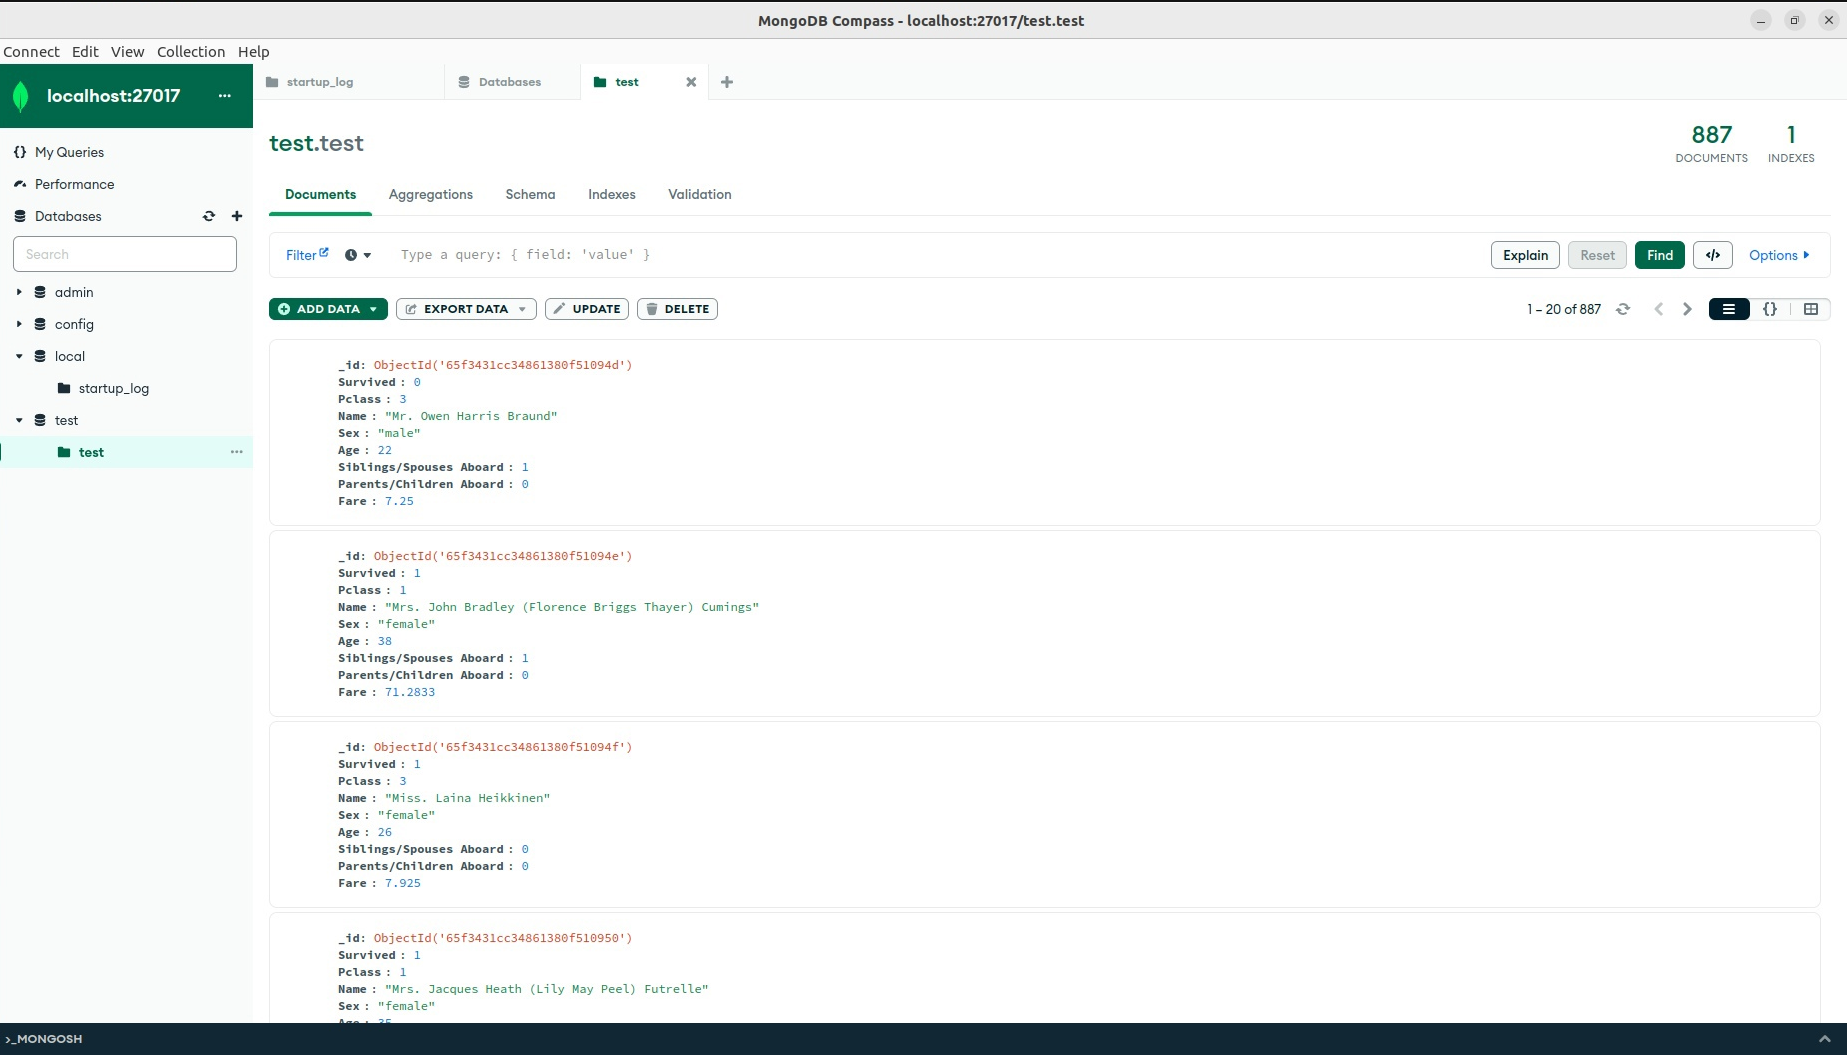 MongoDB Compass - localhost:27017/test.test
Connect Edit View Collection Help
localhost:27017
startup_log
Databases
test
My Queries
Performance
Databases
Search
admin
config
local
startup_log
test
test
test.test
887
DOCUMENTS
1
INDEXES
Documents Aggregations Schema Indexes Validation
Filter
Type a query: { field: 'value' }
Explain Reset Find </> Options
ADD DATA EXPORT DATA UPDATE DELETE
1 – 20 of 887
{}
_id: ObjectId('65f3431cc34861380f51094d')
Survived : 0
Pclass : 3
Name : "Mr. Owen Harris Braund"
Sex : "male"
Age : 22
Siblings/Spouses Aboard : 1
Parents/Children Aboard : 0
Fare : 7.25
_id: ObjectId('65f3431cc34861380f51094e')
Survived : 1
Pclass : 1
Name : "Mrs. John Bradley (Florence Briggs Thayer) Cumings"
Sex : "female"
Age : 38
Siblings/Spouses Aboard : 1
Parents/Children Aboard : 0
Fare : 71.2833
_id: ObjectId('65f3431cc34861380f51094f')
Survived : 1
Pclass : 3
Name : "Miss. Laina Heikkinen"
Sex : "female"
Age : 26
Siblings/Spouses Aboard : 0
Parents/Children Aboard : 0
Fare : 7.925
_id: ObjectId('65f3431cc34861380f510950')
Survived : 1
Pclass : 1
Name : "Mrs. Jacques Heath (Lily May Peel) Futrelle"
Sex : "female"
Age : 35
>_MONGOSH